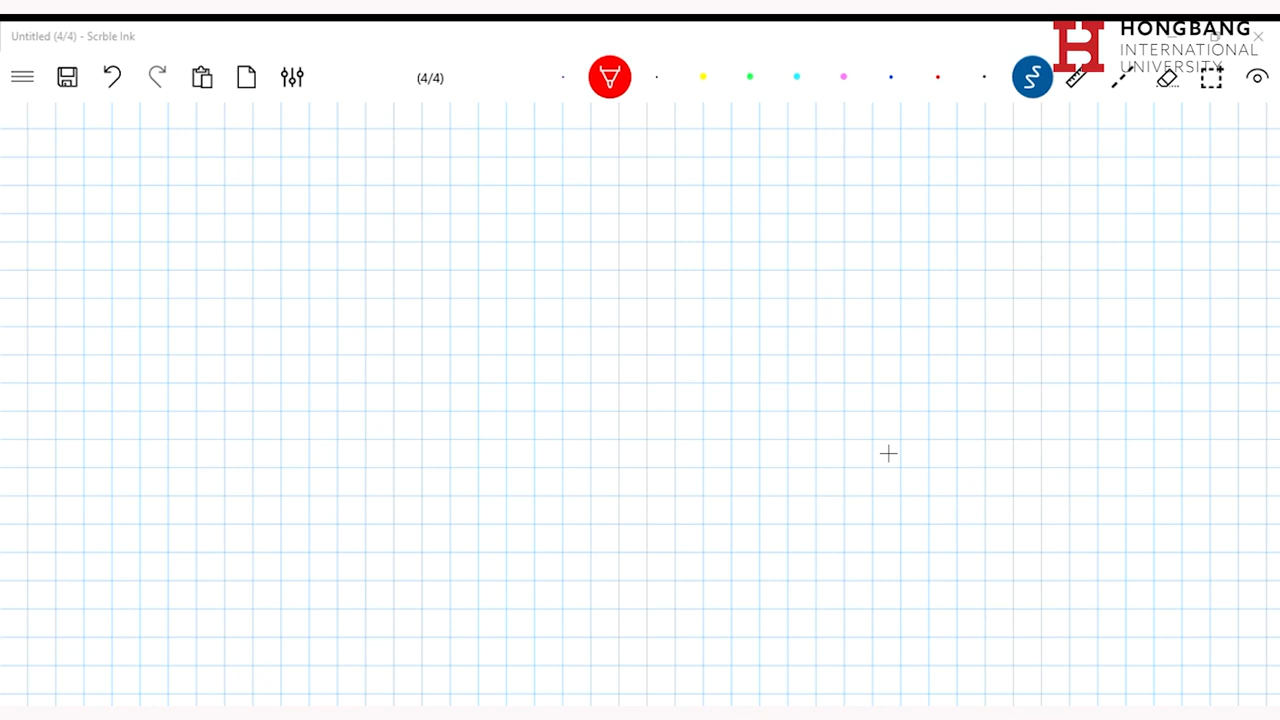 Untitled (4/4) - Scrble Ink
HONGBANG
INTERNATIONAL
UNIVERSITY
(4/4)